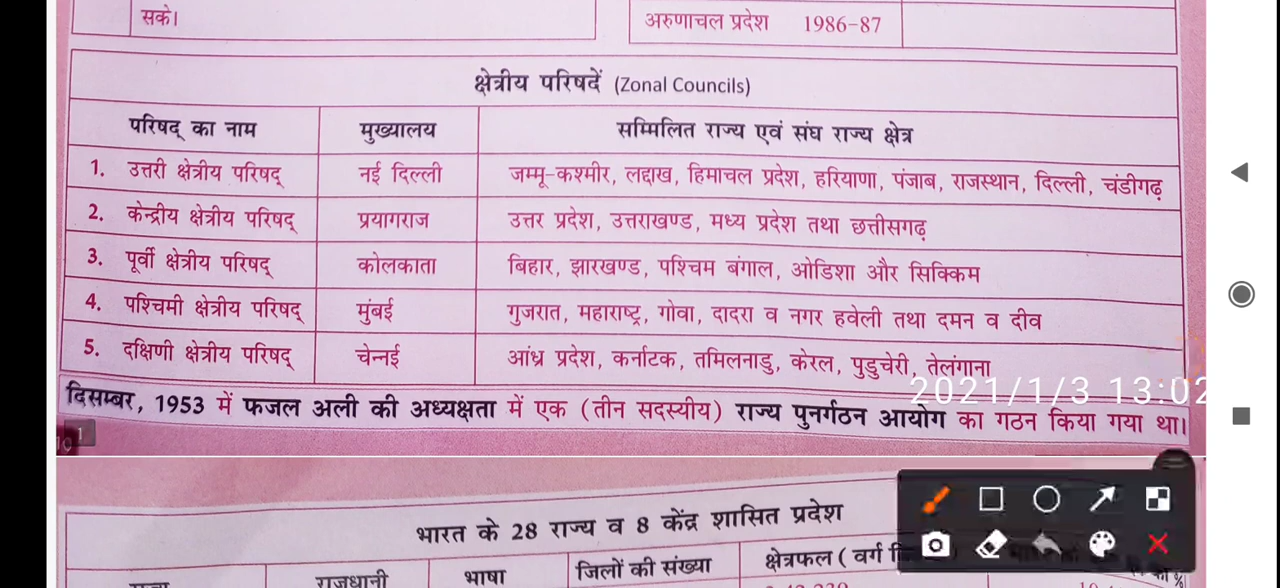 सके।
अरुणाचल प्रदेश 1986-87
क्षेत्रीय परिषदें (Zonal Councils)
परिषद् का नाम मुख्यालय सम्मिलित राज्य एवं संघ राज्य क्षेत्र
1. उत्तरी क्षेत्रीय परिषद् नई दिल्ली जम्मू-कश्मीर, लद्दाख, हिमाचल प्रदेश, हरियाणा, पंजाब, राजस्थान, दिल्ली, चंडीगढ़
2. केन्द्रीय क्षेत्रीय परिषद् प्रयागराज उत्तर प्रदेश, उत्तराखण्ड, मध्य प्रदेश तथा छत्तीसगढ़
3. पूर्वी क्षेत्रीय परिषद् कोलकाता बिहार, झारखण्ड, पश्चिम बंगाल, ओडिशा और सिक्किम
4. पश्चिमी क्षेत्रीय परिषद् मुंबई गुजरात, महाराष्ट्र, गोवा, दादरा व नगर हवेली तथा दमन व दीव
5. दक्षिणी क्षेत्रीय परिषद् चेन्नई आंध्र प्रदेश, कर्नाटक, तमिलनाडु, केरल, पुडुचेरी, तेलंगाना
2021/1/3 13:02
दिसम्बर, 1953 में फजल अली की अध्यक्षता में एक (तीन सदस्यीय) राज्य पुनर्गठन आयोग का गठन किया गया था।
1
भारत के 28 राज्य व 8 केंद्र शासित प्रदेश
राजधानी भाषा जिलों की संख्या क्षेत्रफल ( वर्ग